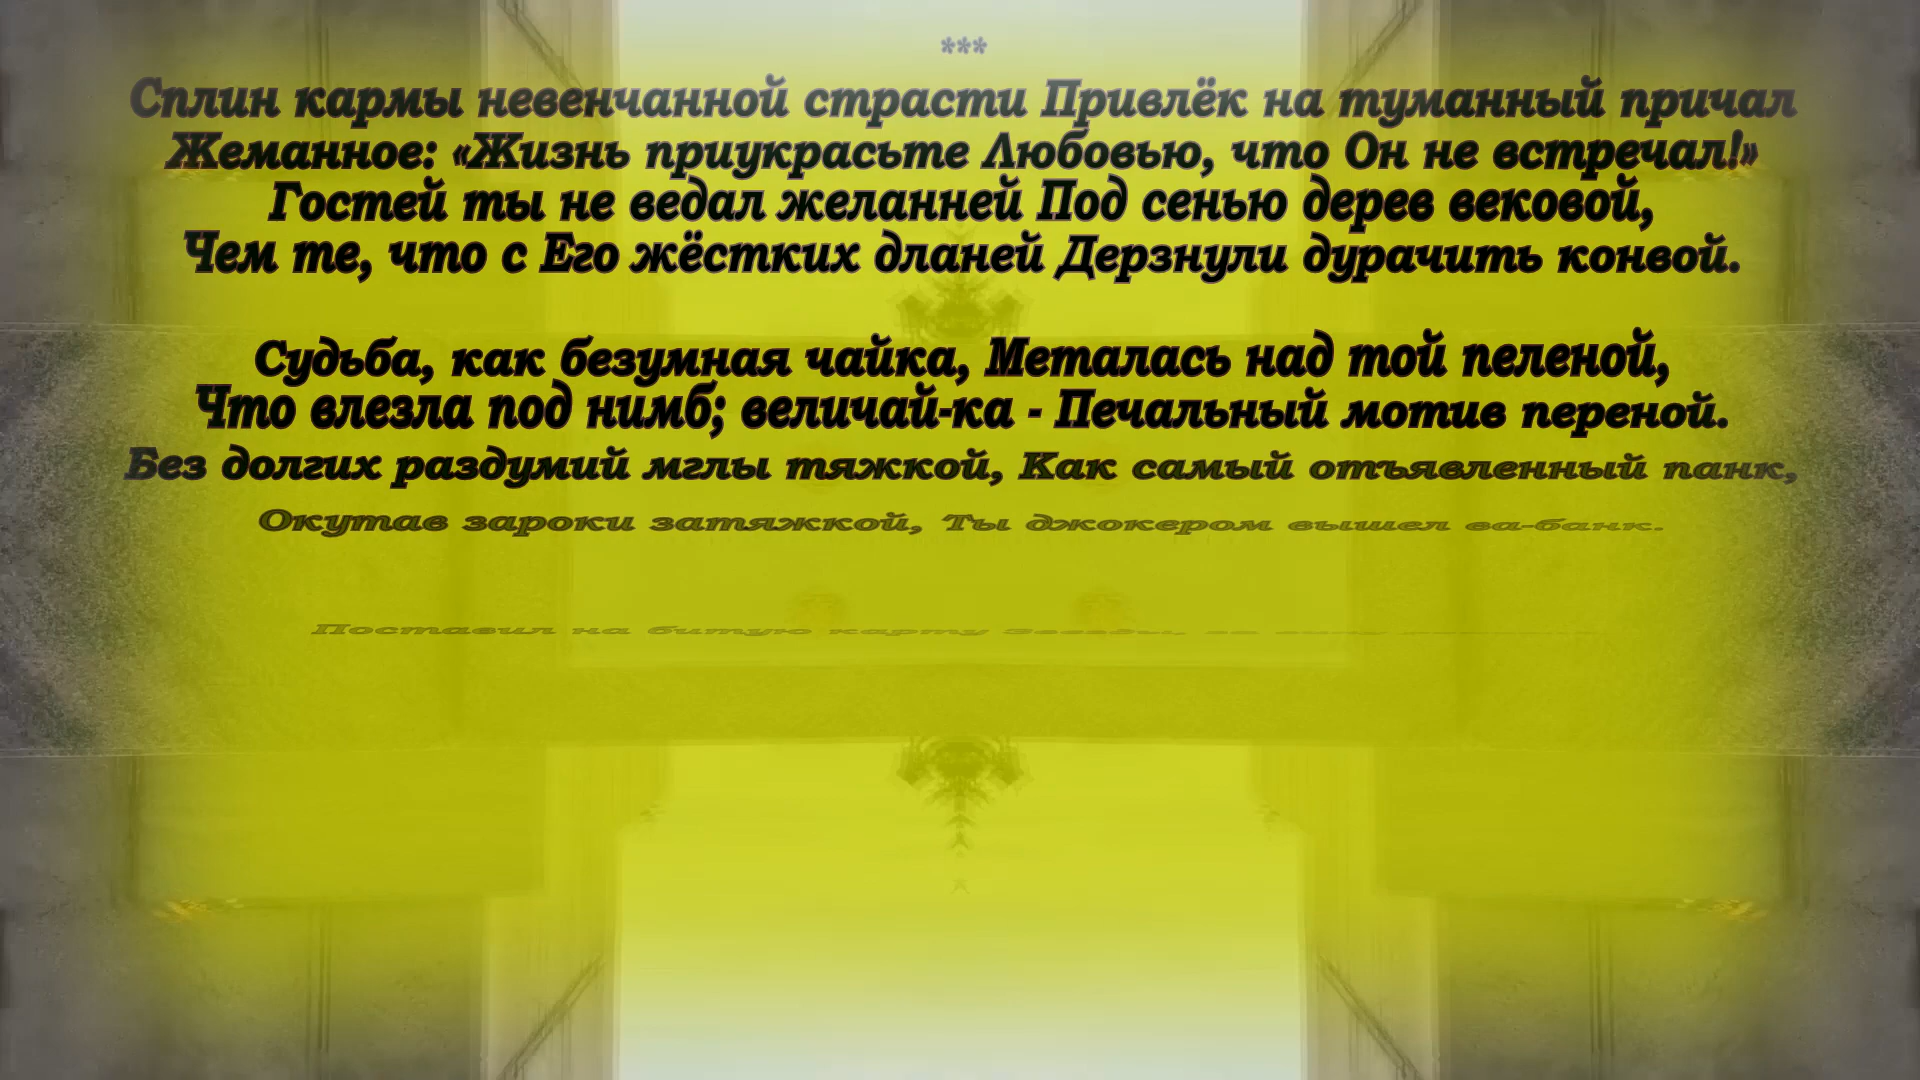 ***
Сплин кармы невенчанной страсти Привлёк на туманный причал
Жеманное: «Жизнь приукрасьте Любовью, что Он не встречал!»
Гостей ты не ведал желанней Под сенью дерев вековой,
Чем те, что с Его жёстких дланей Дерзнули дурачить конвой.
Судьба, как безумная чайка, Металась над той пеленой,
Что влезла под нимб; величай-ка - Печальный мотив переной.
Без долгих раздумий мглы тяжкой, Как самый отъявленный панк,
Окутав зароки затяжкой, Ты джокером вышел ва-банк.
Поставил на битую карту Звезды,